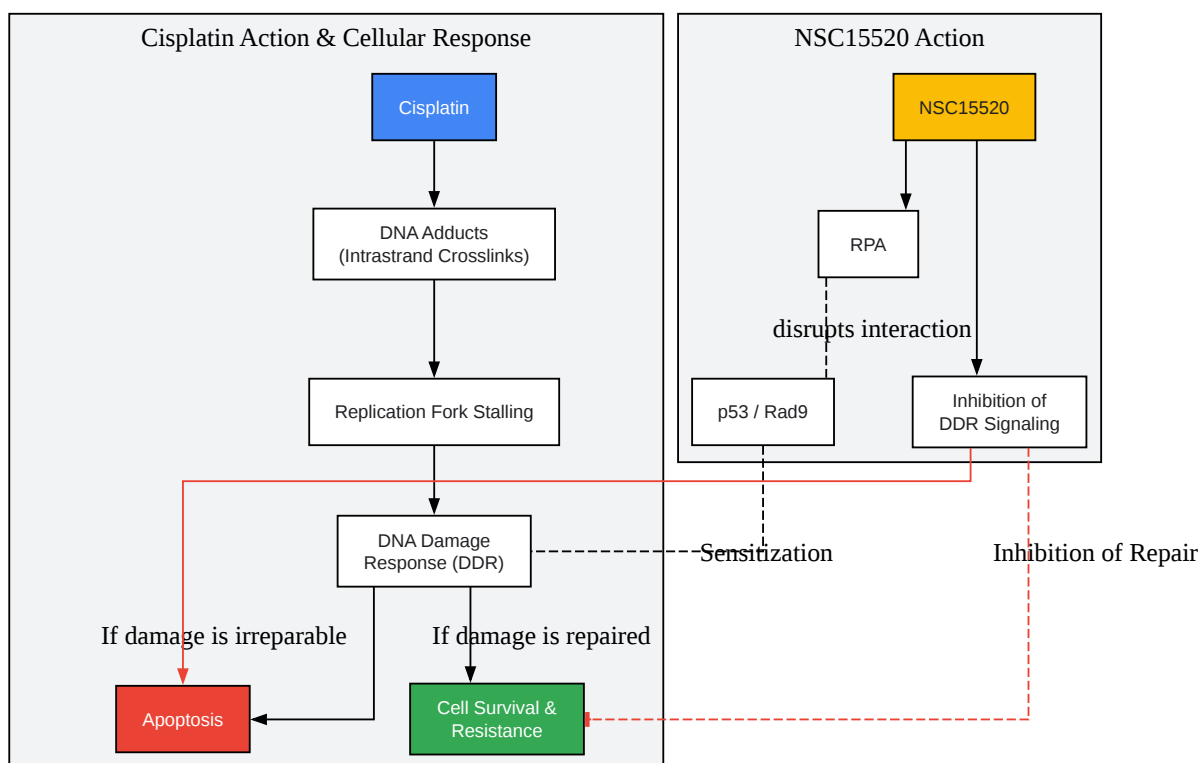 Cisplatin Action & Cellular Response
NSC15520 Action
Cisplatin
NSC15520
DNA Adducts
(Intrastrand Crosslinks)
RPA
disrupts interaction
Replication Fork Stalling
p53 / Rad9
Inhibition of
DDR Signaling
DNA Damage
Response (DDR)
Sensitization
Inhibition of Repair
If damage is irreparable
If damage is repaired
Apoptosis
Cell Survival &
Resistance